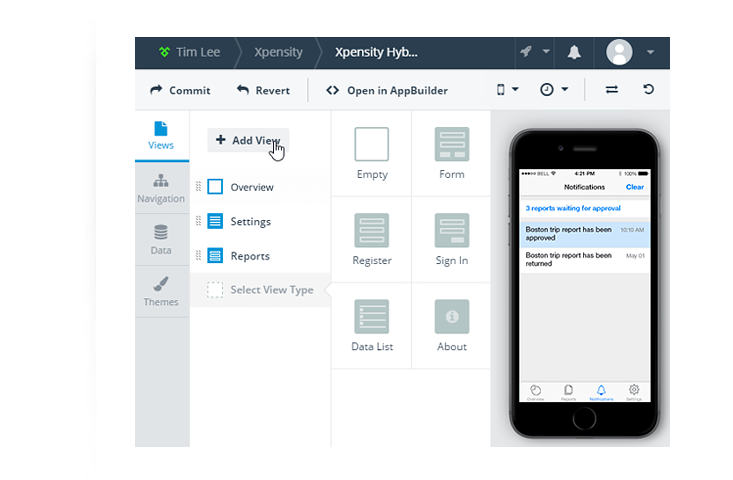 Tim Lee
Xpensity
Xpensity Hyb...
Commit
Revert
Open in AppBuilder
Views
Navigation
Data
Themes
+ Add View
Overview
Settings
Reports
Select View Type
Empty
Form
Register
Sign In
Data List
About
BELL
4:21 PM
100%
Notifications
Clear
3 reports waiting for approval
Boston trip report has been
approved
10:10 AM
Boston trip report has been
returned
May 01
Overview
Reports
Notifications
Settings